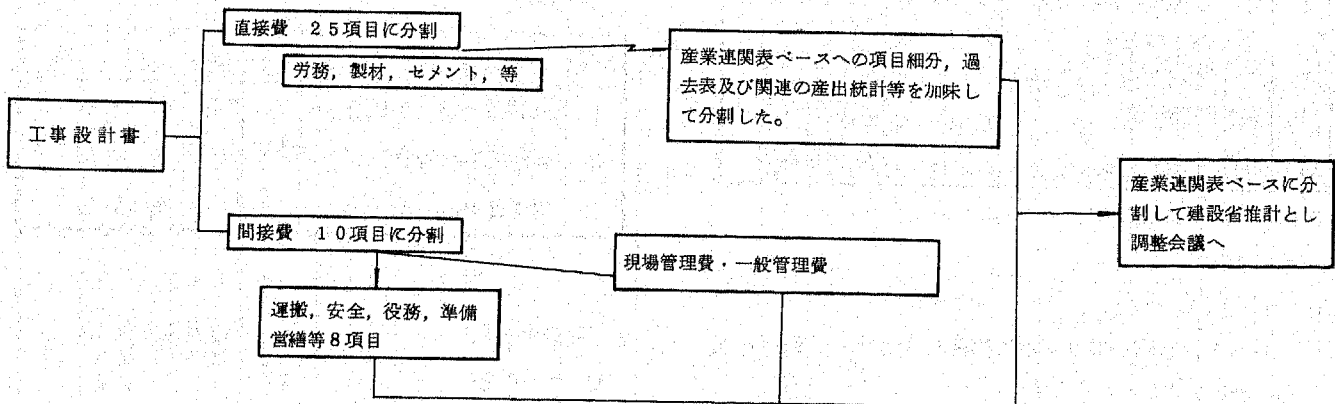 直接費 25項目に分割
労務,製材,セメント,等
産業連関表ベースへの項目細分,過
去表及び関連の産出統計等を加味し
て分割した。
工事設計書
産業連関表ベースに分
割して建設省推計とし
調整会議へ
間接費 10項目に分割
現場管理費・一般管理費
運搬,安全,役務,準備
営繕等8項目